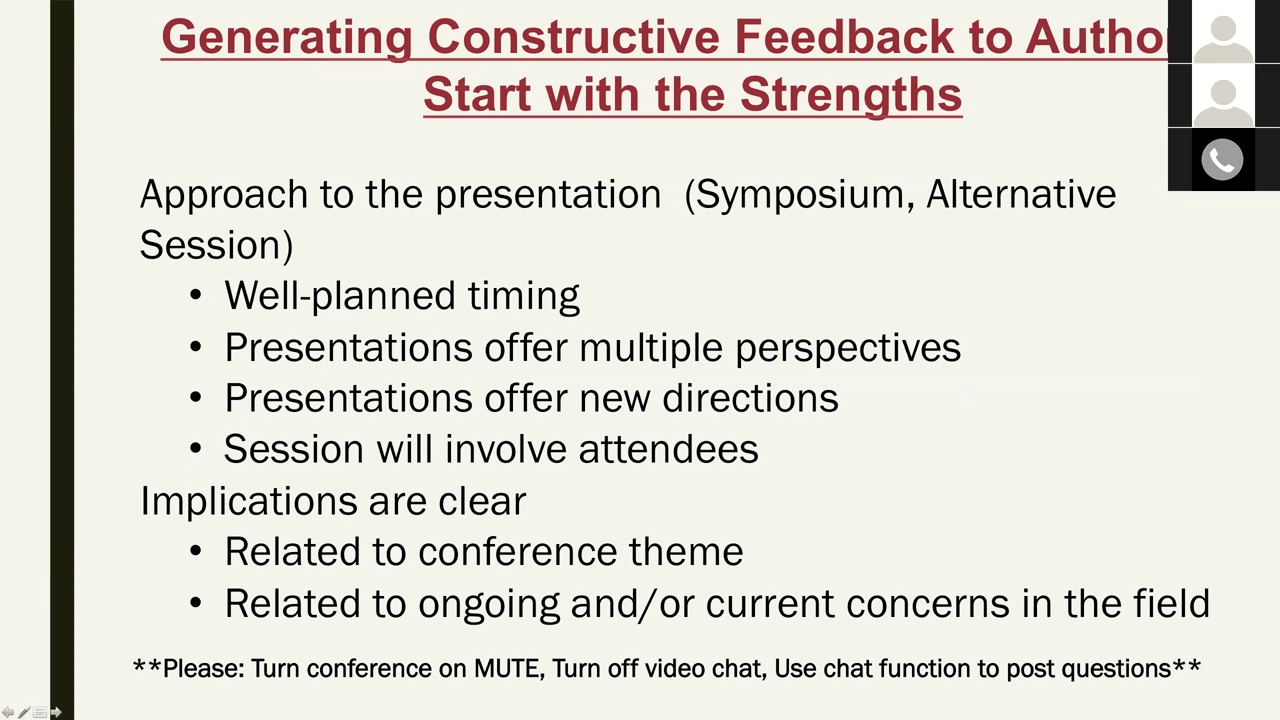 Generating Constructive Feedback to Autho
Start with the Strengths
Approach to the presentation (Symposium, Alternative
Session)
• Well-planned timing
• Presentations offer multiple perspectives
• Presentations offer new directions
• Session will involve attendees
Implications are clear
• Related to conference theme
• Related to ongoing and/or current concerns in the field
**Please: Turn conference on MUTE, Turn off video chat, Use chat function to post questions**